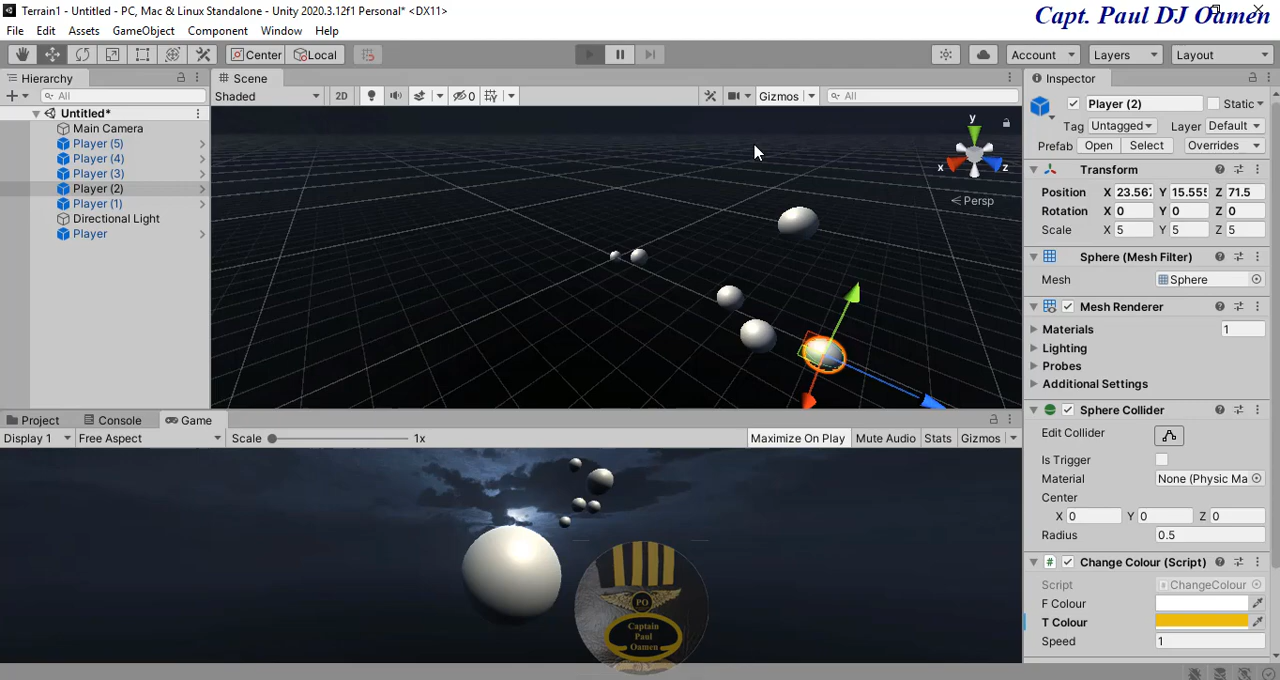 Terrain1 - Untitled - PC, Mac & Linux Standalone - Unity 2020.3.12f1 Personal* <DX11>
Capt. Paul DJ Oamen
File Edit Assets GameObject Component Window Help
Center Local Account Layers Layout
Hierarchy
Scene
Inspector
All
Shaded 2D 0 Gizmos All
Untitled*
Main Camera
Player (5)
Player (4)
Player (3)
Player (2)
Player (1)
Directional Light
Player
y
x
z
Persp
Player (2) Static
Tag Untagged Layer Default
Prefab Open Select Overrides
Transform
Position X 23.567 Y 15.555 Z 71.5
Rotation X 0 Y 0 Z 0
Scale X 5 Y 5 Z 5
Sphere (Mesh Filter)
Mesh Sphere
Mesh Renderer
Materials 1
Lighting
Probes
Additional Settings
Sphere Collider
Edit Collider
Is Trigger
Material None (Physic Ma
Center
X 0 Y 0 Z 0
Radius 0.5
Change Colour (Script)
Script ChangeColour
F Colour
T Colour
Speed 1
Project Console Game
Display 1 Free Aspect Scale 1x Maximize On Play Mute Audio Stats Gizmos
PO
Captain
Paul
Oamen